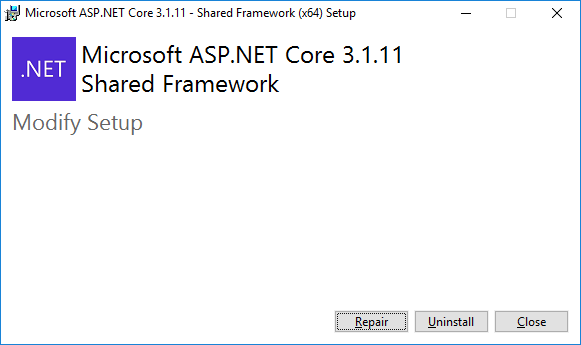 Microsoft ASP.NET Core 3.1.11 - Shared Framework (x64) Setup
.NET
Microsoft ASP.NET Core 3.1.11
Shared Framework
Modify Setup
Repair
Uninstall
Close